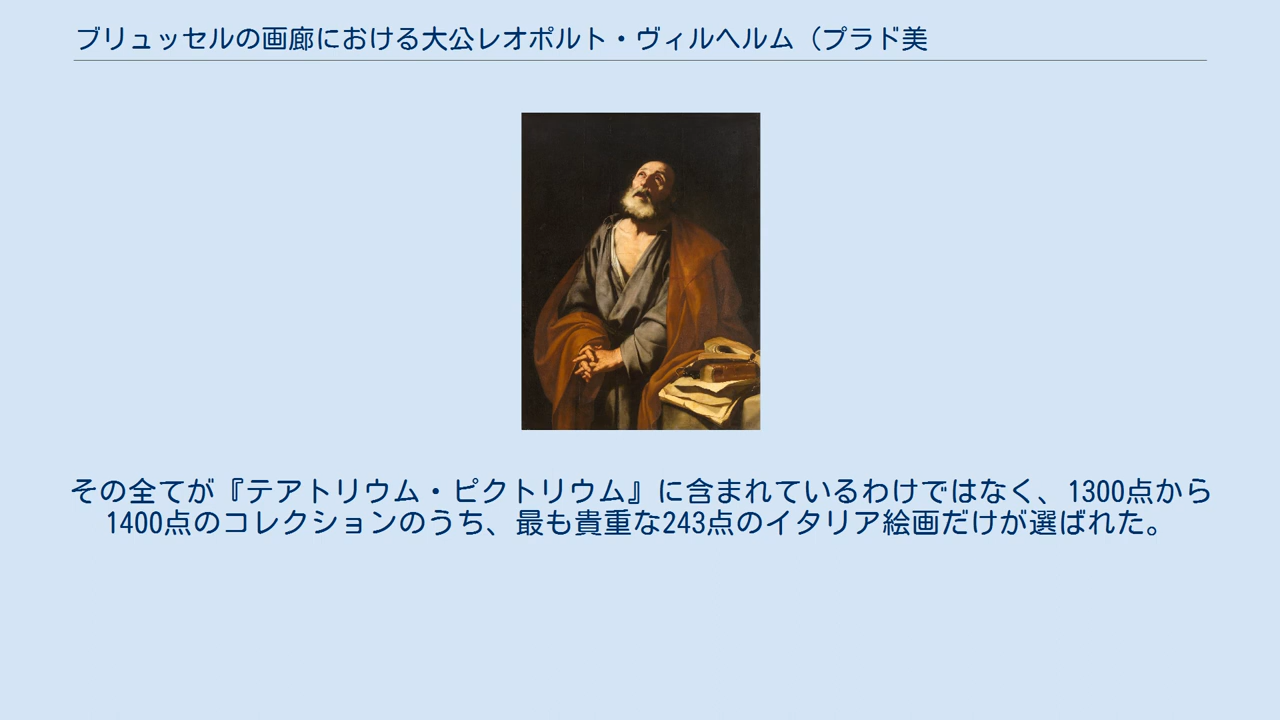 ブリュッセルの画廊における大公レオポルト・ヴィルヘルム（プラド美
その全てが『テアトリウム・ピクトリウム』に含まれているわけではなく、1300点から
1400点のコレクションのうち、最も貴重な243点のイタリア絵画だけが選ばれた。